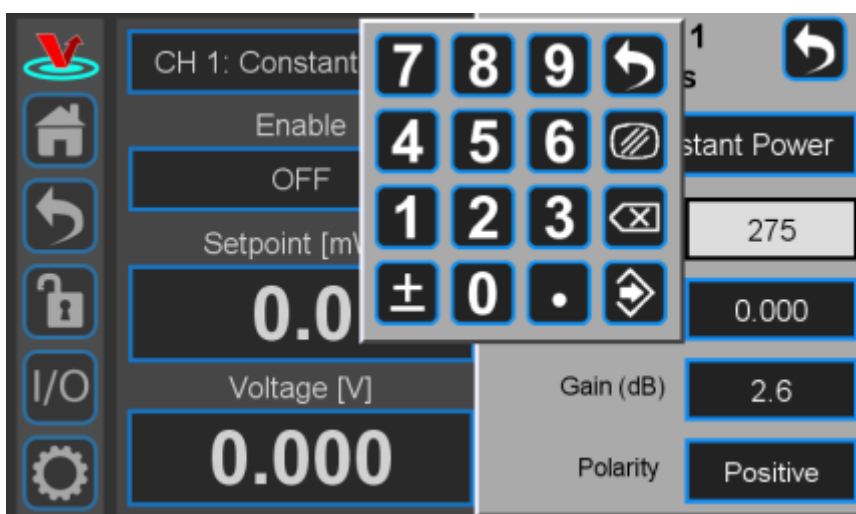 CH 1: Constant
Enable
OFF
Setpoint [m
0.0
Voltage [V]
0.000
I/O
7 8 9
4 5 6
1 2 3
± 0 .
1
s
stant Power
275
0.000
Gain (dB) 2.6
Polarity Positive